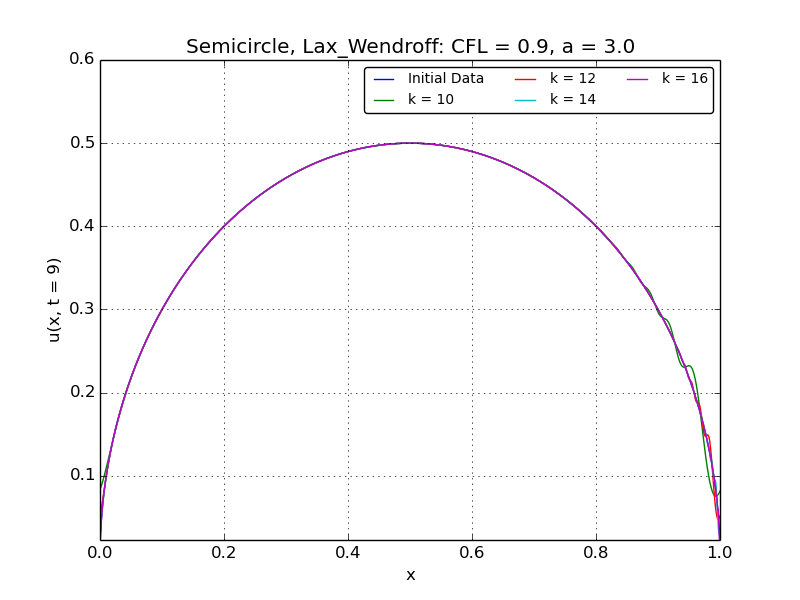 Semicircle, Lax_Wendroff: CFL = 0.9, a = 3.0
Initial Data
k = 10
k = 12
k = 14
k = 16
u(x, t = 9)
0.6
0.5
0.4
0.3
0.2
0.1
0.0 0.2 0.4 0.6 0.8 1.0
x